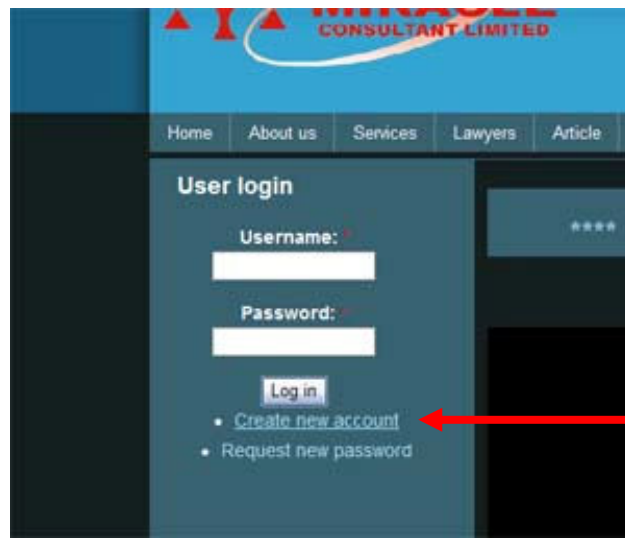 MIRACLE
CONSULTANT LIMITED
Home About us Services Lawyers Article
User login
Username: *
Password: *
Log in
• Create new account
• Request new password
****